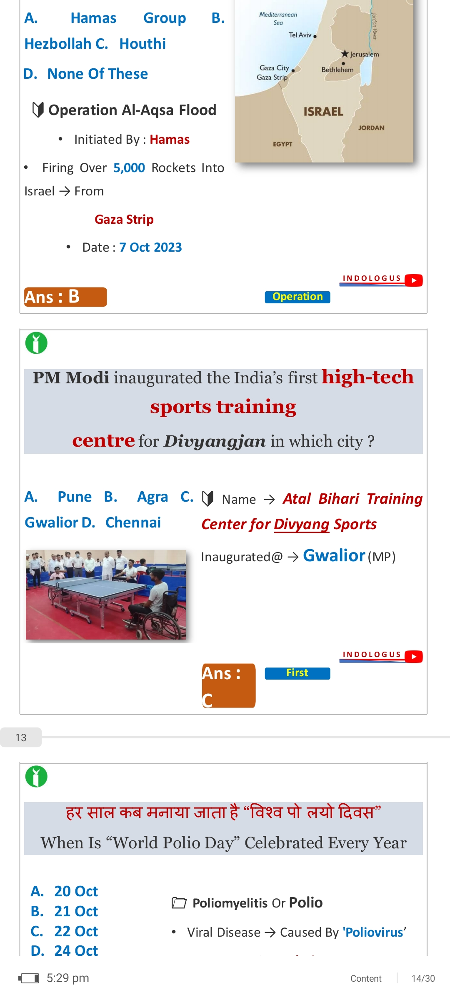 A. Hamas Group B.
Hezbollah C. Houthi
D. None Of These
Operation Al-Aqsa Flood
• Initiated By : Hamas
• Firing Over 5,000 Rockets Into
Israel → From
Gaza Strip
• Date : 7 Oct 2023
Mediterranean
Sea
Jordan River
Tel Aviv
Jerusalem
Gaza City
Bethlehem
Gaza Strip
ISRAEL
JORDAN
EGYPT
INDOLOGUS
Ans : B
Operation
PM Modi inaugurated the India’s first high-tech
sports training
centre for Divyangjan in which city ?
A. Pune B. Agra C.
Gwalior D. Chennai
Name → Atal Bihari Training
Center for Divyang Sports
Inaugurated@ → Gwalior (MP)
INDOLOGUS
Ans :
C
First
13
हर साल कब मनाया जाता है “विश्व पो लयो दिवस”
When Is “World Polio Day” Celebrated Every Year
A. 20 Oct
B. 21 Oct
C. 22 Oct
D. 24 Oct
Poliomyelitis Or Polio
• Viral Disease → Caused By 'Poliovirus’
5:29 pm
Content
14/30